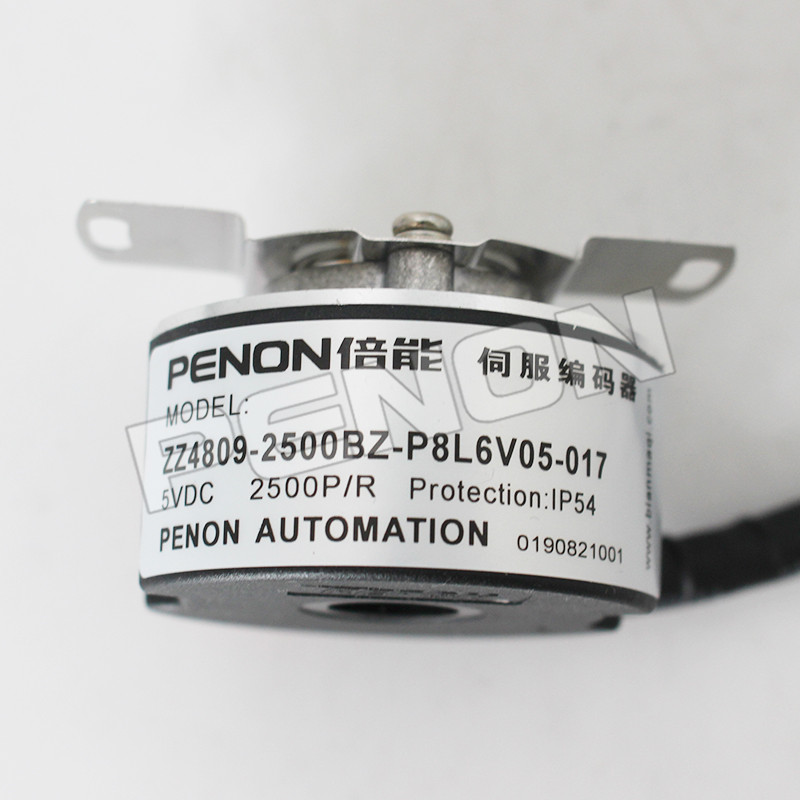 PENON倍能 伺服编码器
MODEL:
ZZ4809-2500BZ-P8L6V05-017
5VDC 2500P/R Protection:IP54
PENON AUTOMATION 0190821001
PENON